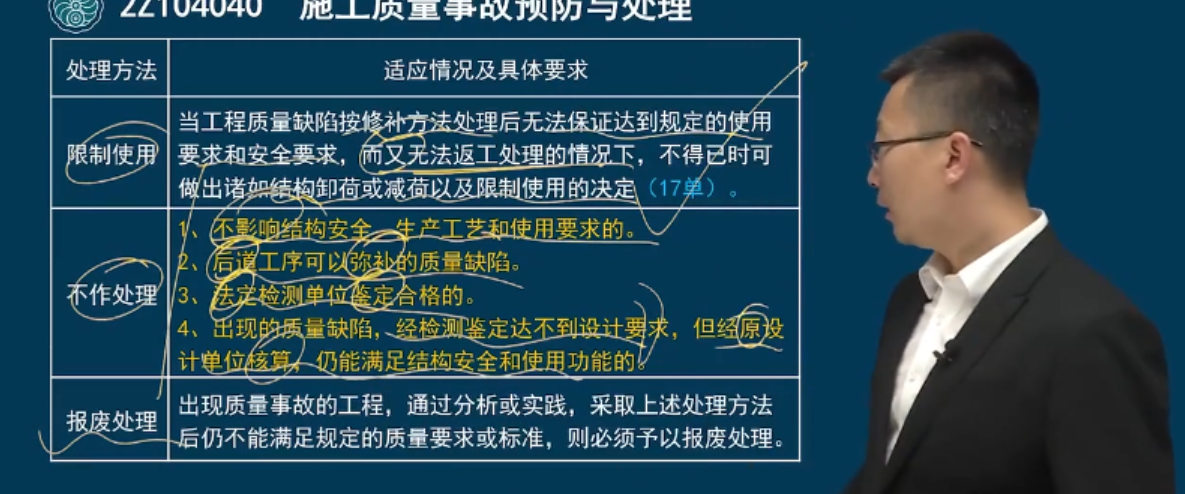 2Z104040 施工质量事故预防与处理
处理方法 适应情况及具体要求
限制使用
当工程质量缺陷按修补方法处理后无法保证达到规定的使用
要求和安全要求，而又无法返工处理的情况下，不得已时可
做出诸如结构卸荷或减荷以及限制使用的决定（17单）。
不作处理
1、不影响结构安全、生产工艺和使用要求的。
2、后道工序可以弥补的质量缺陷。
3、法定检测单位鉴定合格的。
4、出现的质量缺陷，经检测鉴定达不到设计要求，但经原设
计单位核算，仍能满足结构安全和使用功能的。
报废处理
出现质量事故的工程，通过分析或实践，采取上述处理方法
后仍不能满足规定的质量要求或标准，则必须予以报废处理。